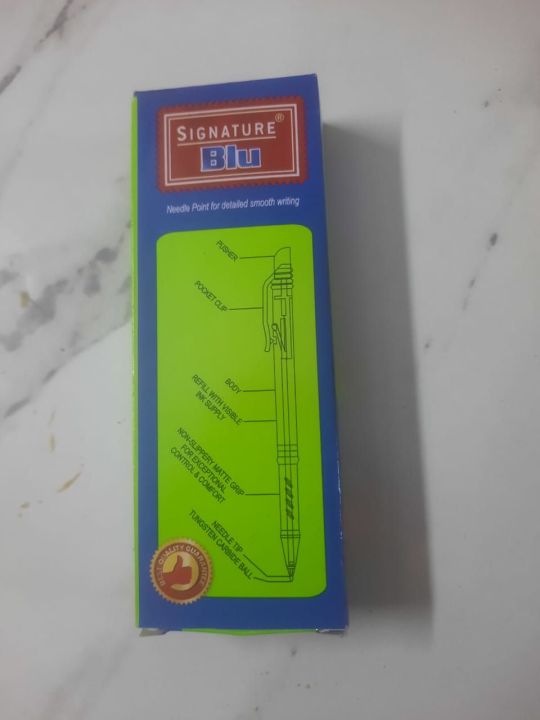 SIGNATURE®
Blu
Needle Point for detailed smooth writing
PUSHER
POCKET CLIP
BODY
REFILL WITH VISIBLE
INK SUPPLY
NON-SLIPPERY MATTE GRIP
FOR EXCEPTIONAL
CONTROL & COMFORT
NEEDLE TIP
TUNGSTEN CARBIDE BALL
QUALITY